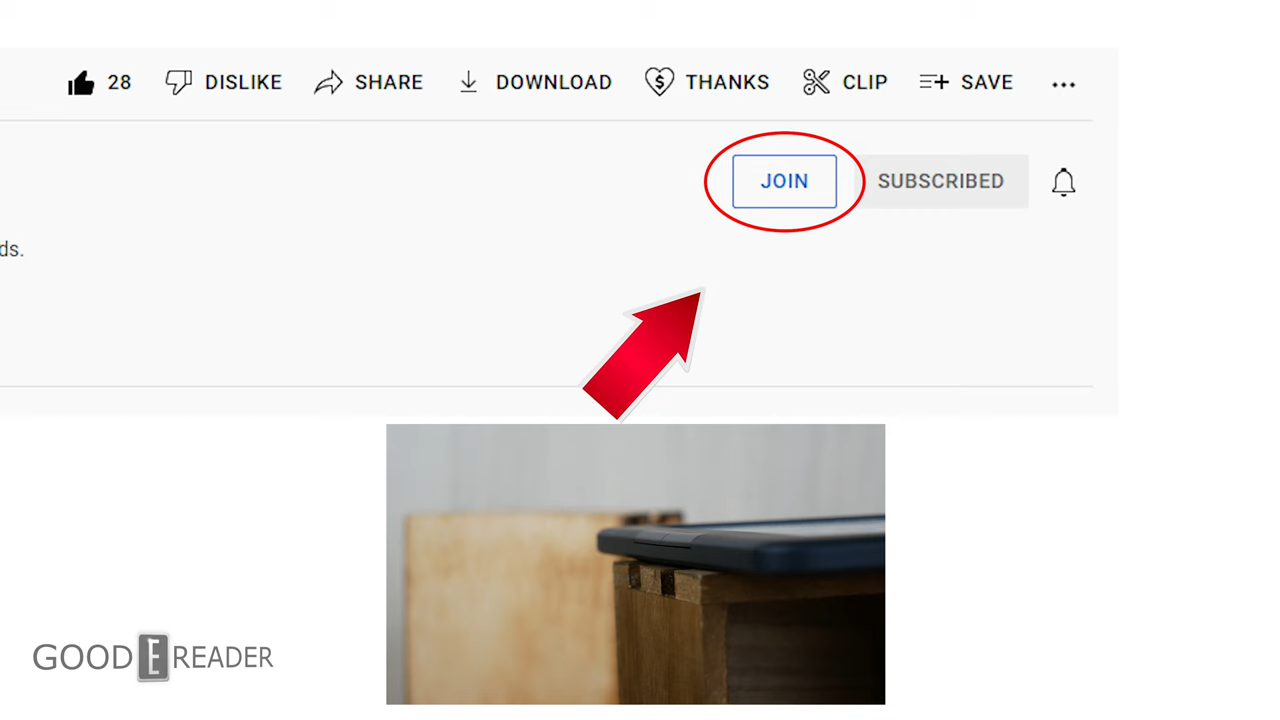 28 DISLIKE SHARE DOWNLOAD THANKS CLIP SAVE
JOIN SUBSCRIBED
ds.
GOOD E READER